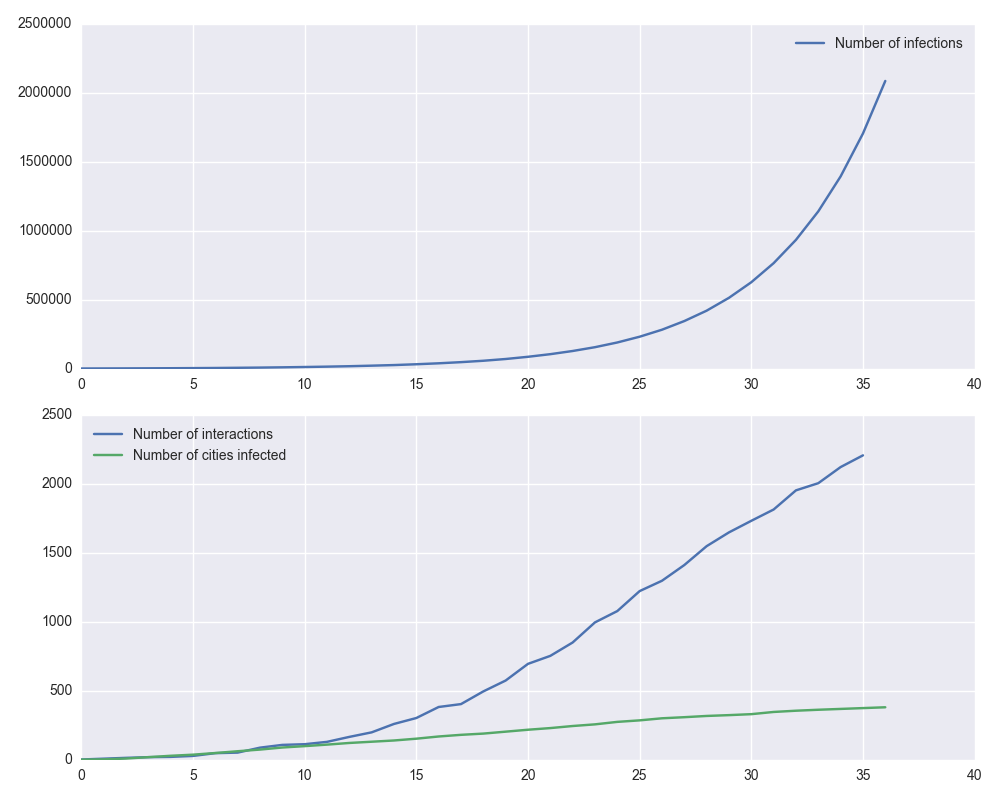 2500000
Number of infections
2000000
1500000
1000000
500000
0
0 5 10 15 20 25 30 35 40
2500
Number of interactions
Number of cities infected
2000
1500
1000
500
0
0 5 10 15 20 25 30 35 40